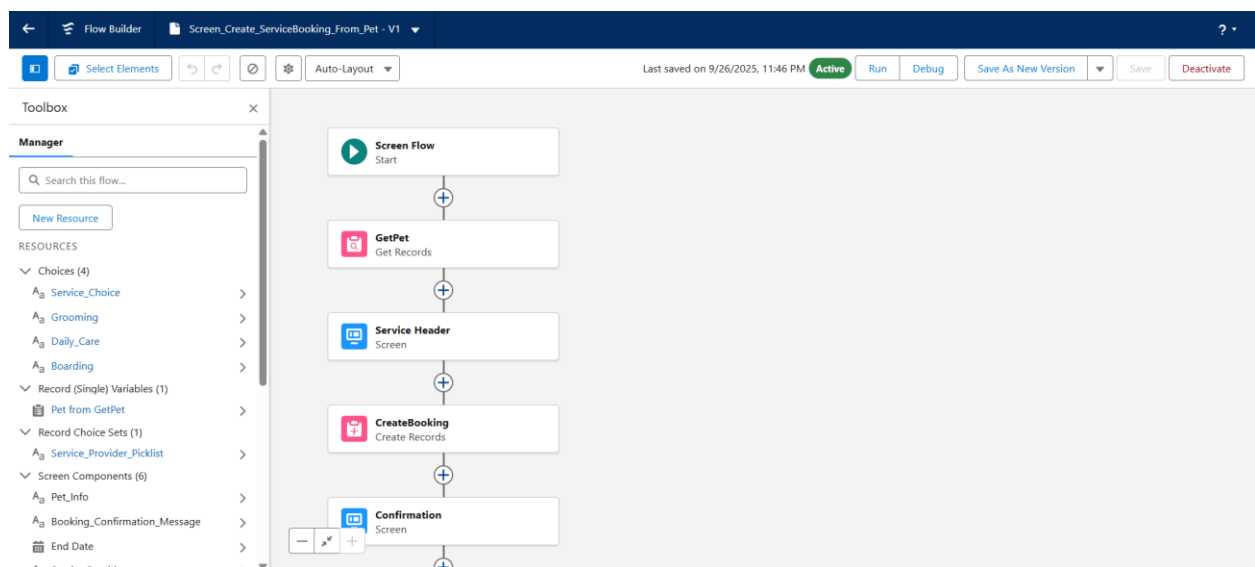 Flow Builder
Screen_Create_ServiceBooking_From_Pet - V1
?
Select Elements
Auto-Layout
Last saved on 9/26/2025, 11:46 PM
Active
Run
Debug
Save As New Version
Save
Deactivate
Toolbox
Manager
Search this flow...
New Resource
RESOURCES
Choices (4)
Service_Choice
Grooming
Daily_Care
Boarding
Record (Single) Variables (1)
Pet from GetPet
Record Choice Sets (1)
Service_Provider_Picklist
Screen Components (6)
Pet_Info
Booking_Confirmation_Message
End Date
Screen Flow
Start
GetPet
Get Records
Service Header
Screen
CreateBooking
Create Records
Confirmation
Screen